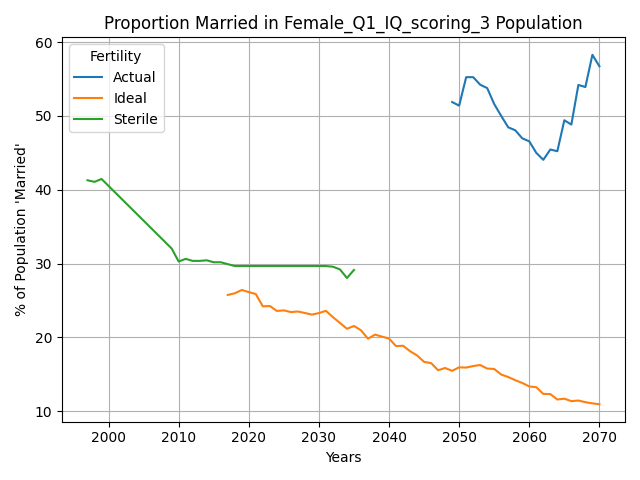 Proportion Married in Female_Q1_IQ_scoring_3 Population
% of Population 'Married'
60
50
40
30
20
10
Fertility
Actual
Ideal
Sterile
2000 2010 2020 2030 2040 2050 2060 2070
Years